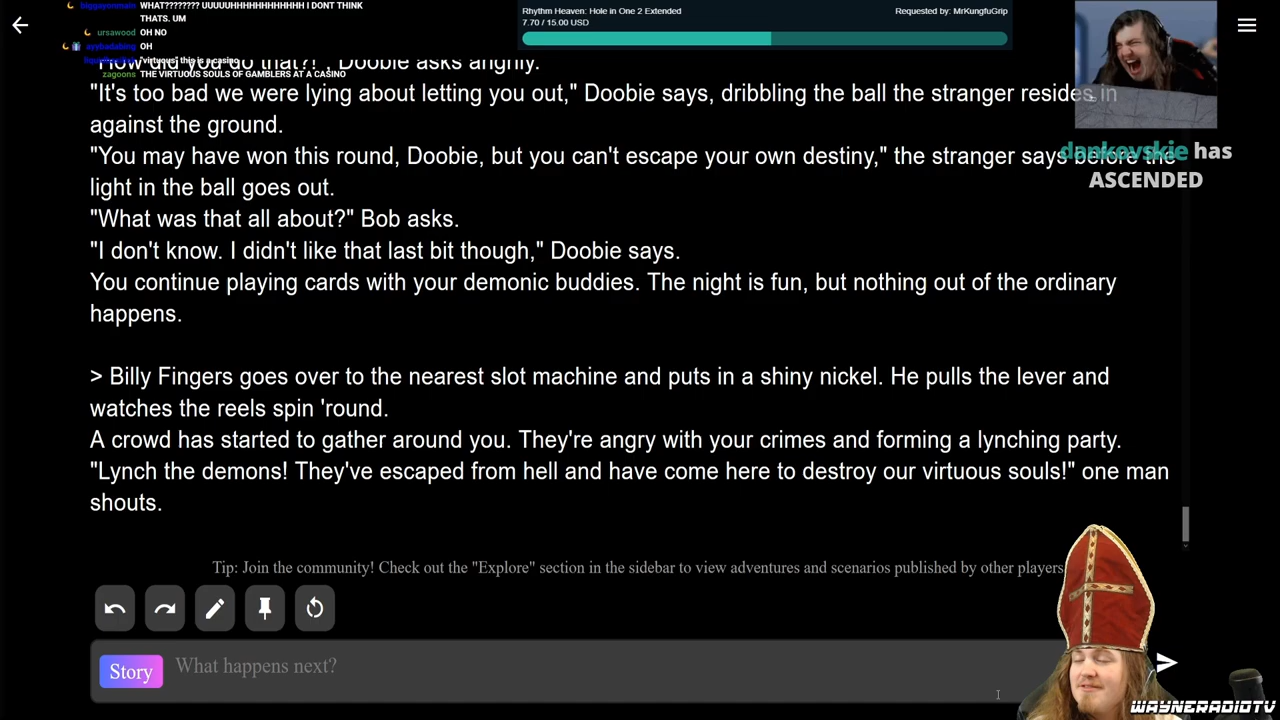 biggayonmain WHAT???????? UUUUUHHHHHHHHHHHH I DONT THINK
THATS. UM
ursawood OH NO
ayybadabing OH
"virtuous" this is a casino
zagoons THE VIRTUOUS SOULS OF GAMBLERS AT A CASINO
Rhythm Heaven: Hole in One 2 Extended
Requested by: MrKungfuGrip
7.70 / 15.00 USD
dankovskie has
ASCENDED
do that?!", Doobie asks angrily.
"It's too bad we were lying about letting you out," Doobie says, dribbling the ball the stranger resides in
against the ground.
"You may have won this round, Doobie, but you can't escape your own destiny," the stranger says before the
light in the ball goes out.
"What was that all about?" Bob asks.
"I don't know. I didn't like that last bit though," Doobie says.
You continue playing cards with your demonic buddies. The night is fun, but nothing out of the ordinary
happens.
> Billy Fingers goes over to the nearest slot machine and puts in a shiny nickel. He pulls the lever and
watches the reels spin 'round.
A crowd has started to gather around you. They're angry with your crimes and forming a lynching party.
"Lynch the demons! They've escaped from hell and have come here to destroy our virtuous souls!" one man
shouts.
Tip: Join the community! Check out the "Explore" section in the sidebar to view adventures and scenarios published by other players
Story
What happens next?
WAYNERADIOTV